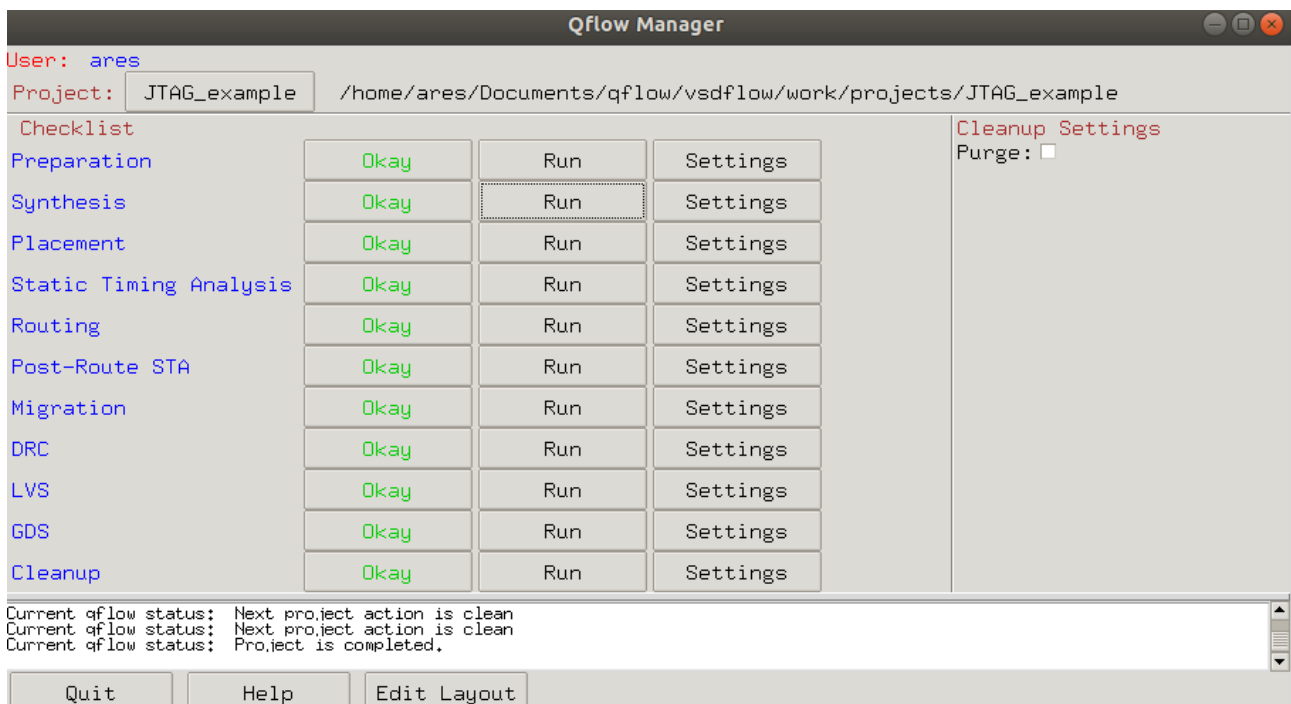 Qflow Manager
User: ares
Project: JTAG_example /home/ares/Documents/qflow/vsdflow/work/projects/JTAG_example
Checklist Cleanup Settings
Purge:
Preparation Okay Run Settings
Synthesis Okay Run Settings
Placement Okay Run Settings
Static Timing Analysis Okay Run Settings
Routing Okay Run Settings
Post-Route STA Okay Run Settings
Migration Okay Run Settings
DRC Okay Run Settings
LVS Okay Run Settings
GDS Okay Run Settings
Cleanup Okay Run Settings
Current qflow status: Next project action is clean
Current qflow status: Next project action is clean
Current qflow status: Project is completed.
Quit Help Edit Layout